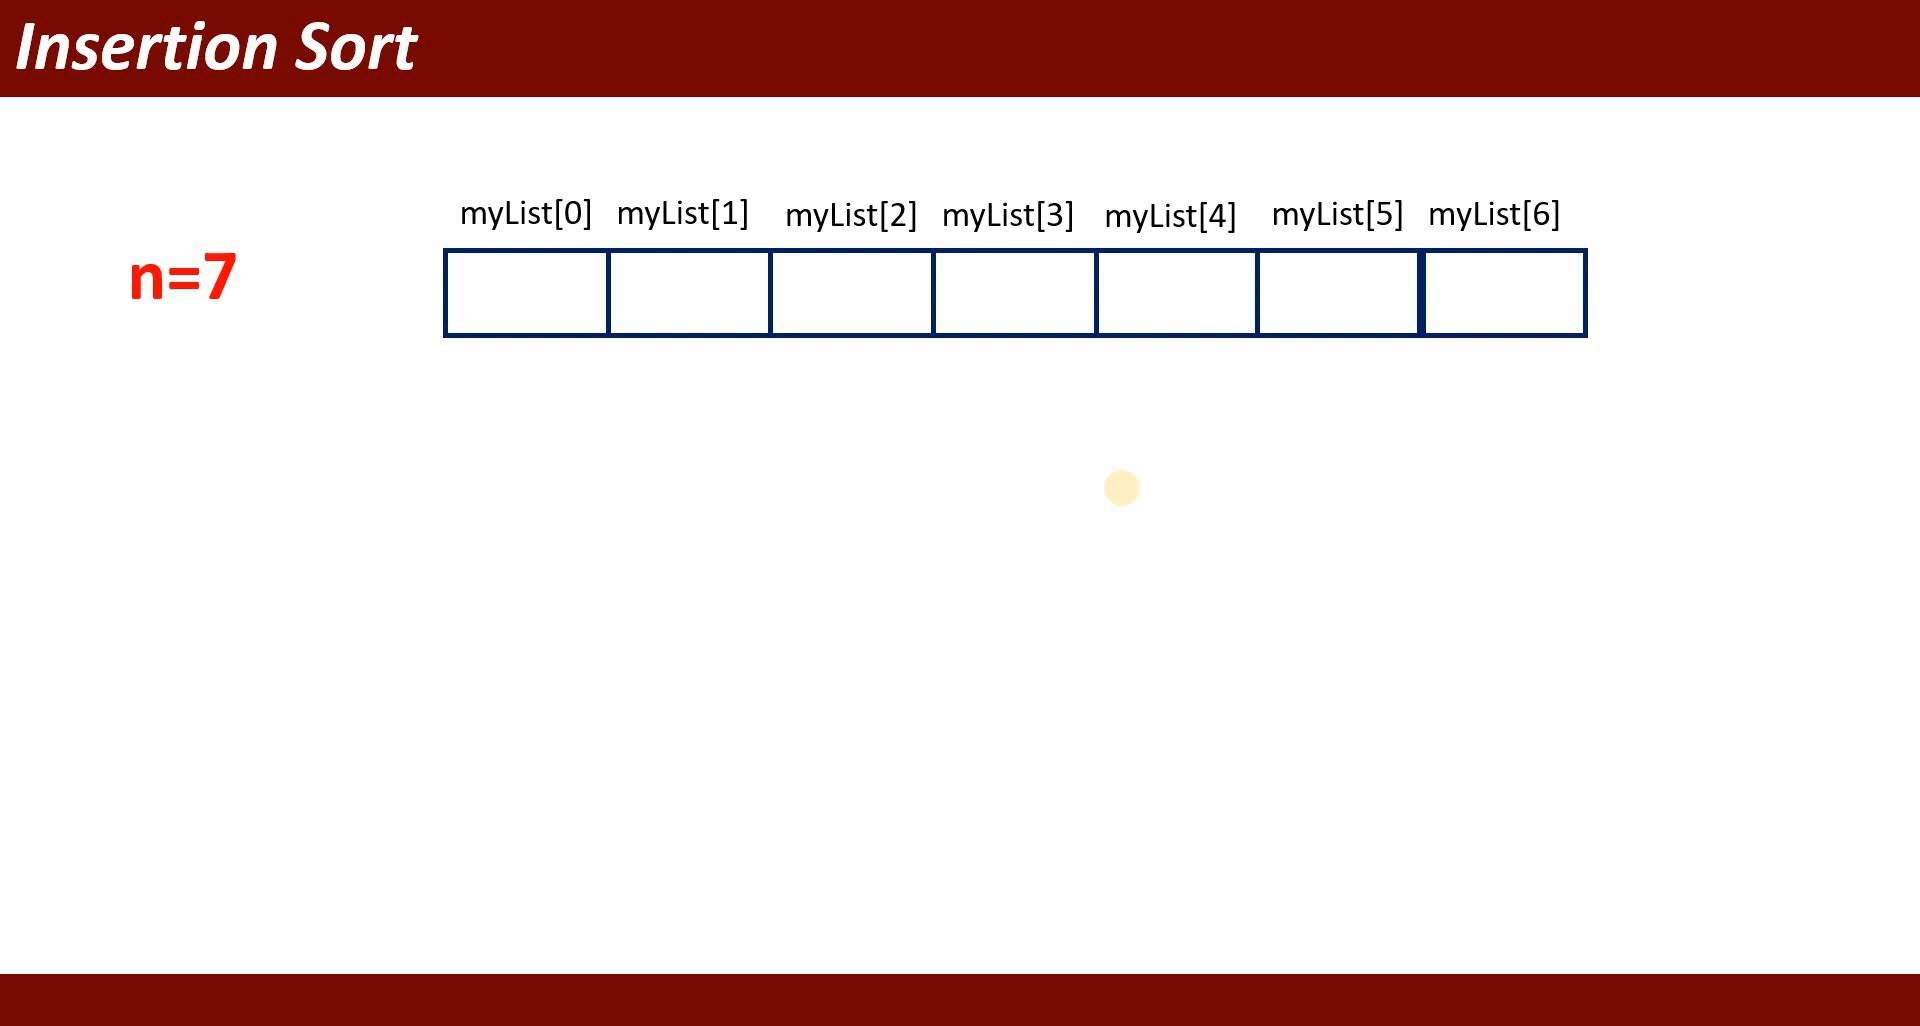 Insertion Sort
myList[0] myList[1] myList[2] myList[3] myList[4] myList[5] myList[6]
n=7